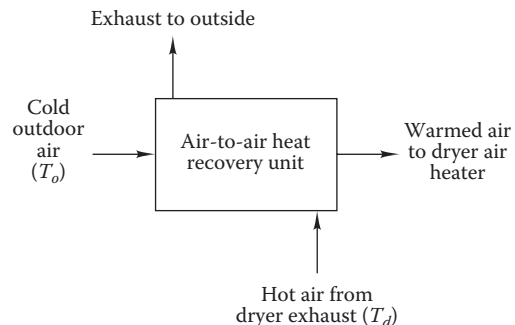 Exhaust to outside
Cold
outdoor
air
(T_o)
Air-to-air heat
recovery unit
Warmed air
to dryer air
heater
Hot air from
dryer exhaust (T_d)